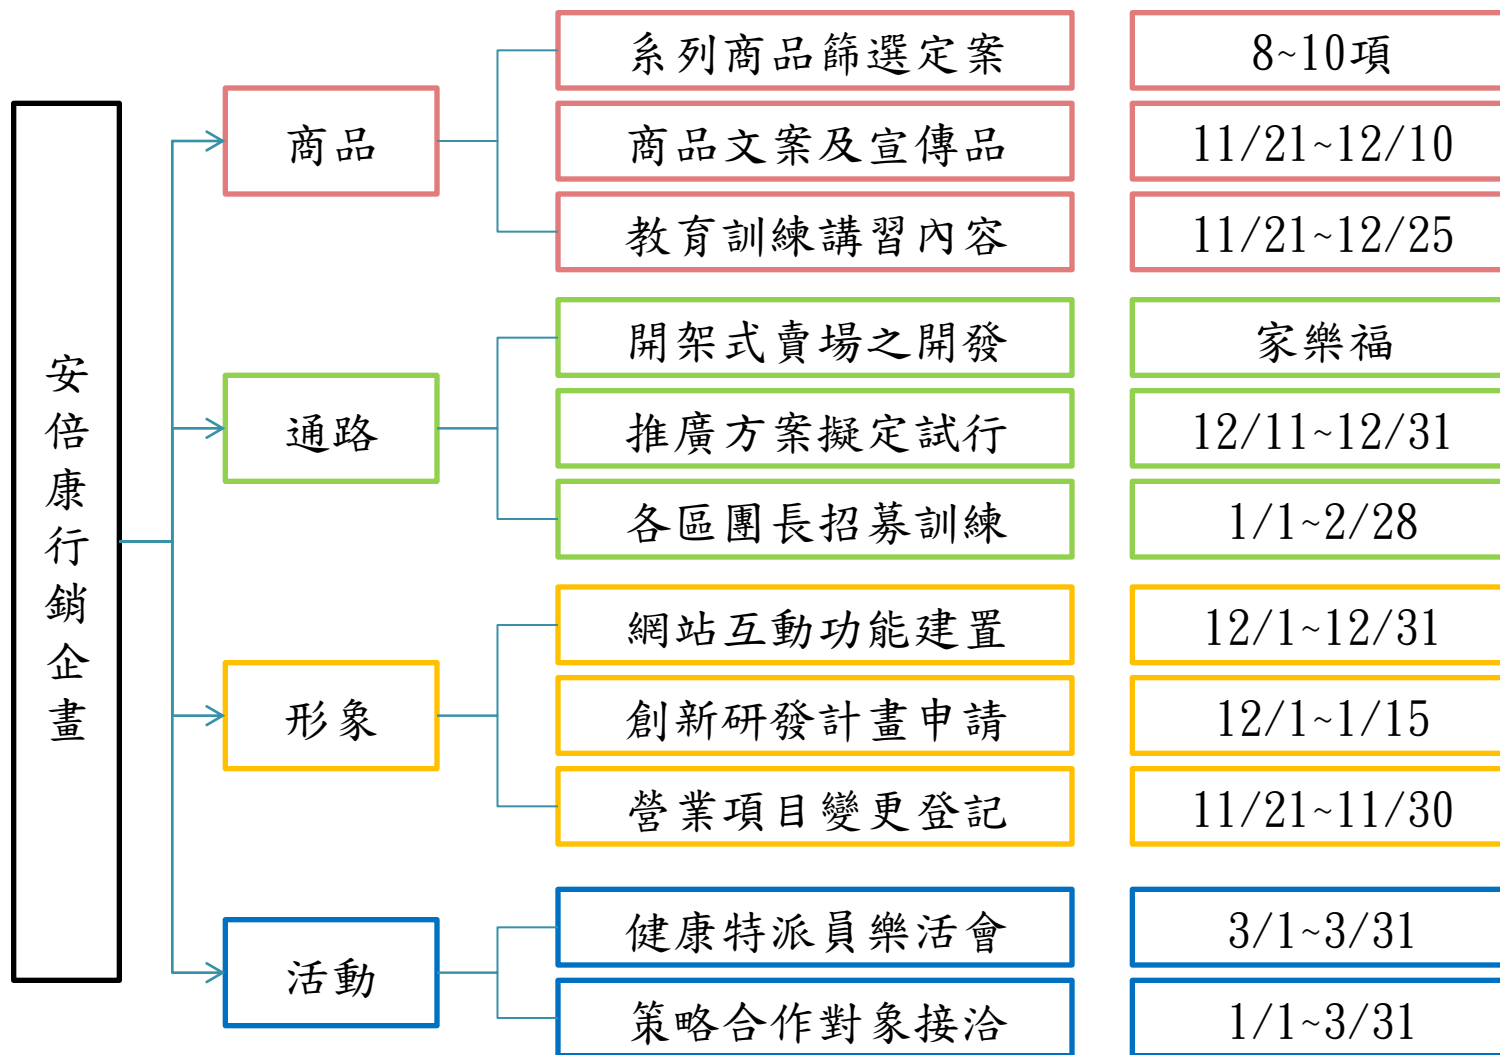 安倍康行銷企畫
商品
系列商品篩選定案
8~10項
商品文案及宣傳品
11/21~12/10
教育訓練講習內容
11/21~12/25
通路
開架式賣場之開發
家樂福
推廣方案擬定試行
12/11~12/31
各區團長招募訓練
1/1~2/28
形象
網站互動功能建置
12/1~12/31
創新研發計畫申請
12/1~1/15
營業項目變更登記
11/21~11/30
活動
健康特派員樂活會
3/1~3/31
策略合作對象接洽
1/1~3/31